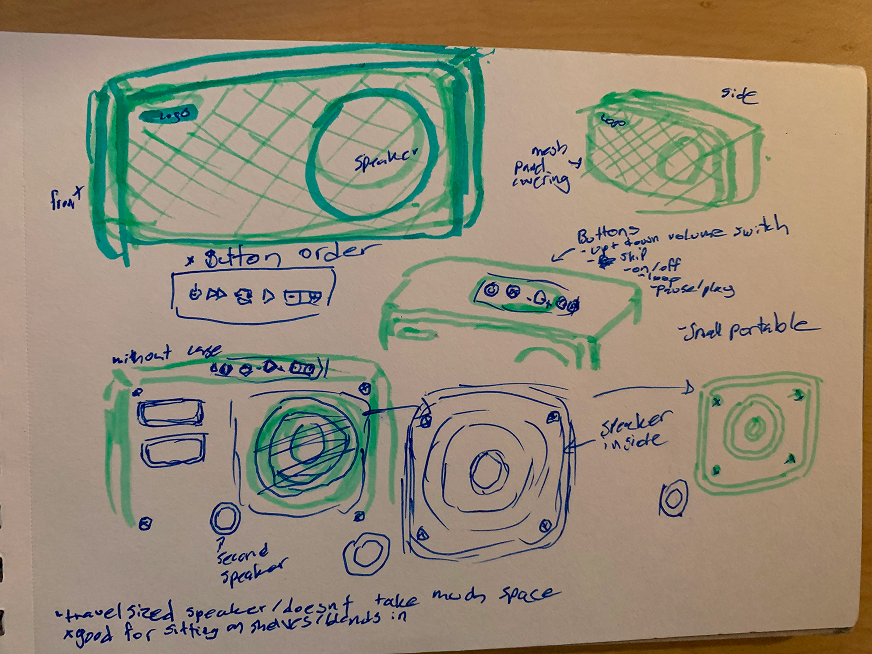 Logo
speaker
front
side
Logo
mesh
covering
* Button order
Buttons
- up + down volume switch
- skip
- on/off
- loop
- Pause/play
- Small portable
without case
speaker
inside
second
speaker
- travel sized speaker/doesnt take much space
* good for sitting on shelves/blends in